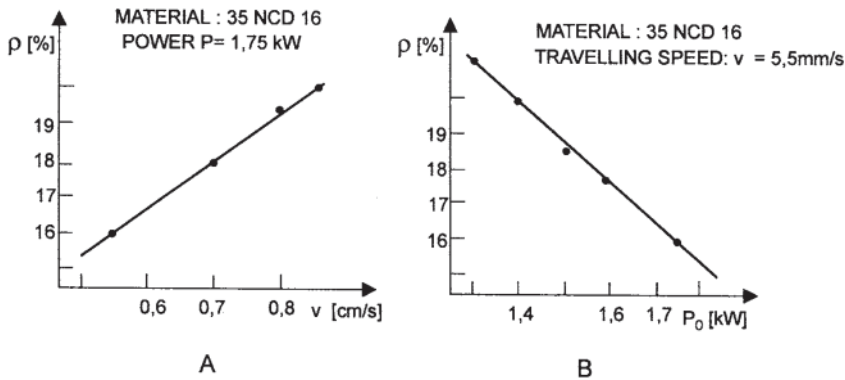 MATERIAL : 35 NCD 16
POWER P= 1,75 kW
ρ [%]
19
18
17
16
0,6 0,7 0,8 v [cm/s]
A
MATERIAL : 35 NCD 16
TRAVELLING SPEED: v = 5,5mm/s
ρ [%]
19
18
17
16
1,4 1,6 1,7 P₀ [kW]
B